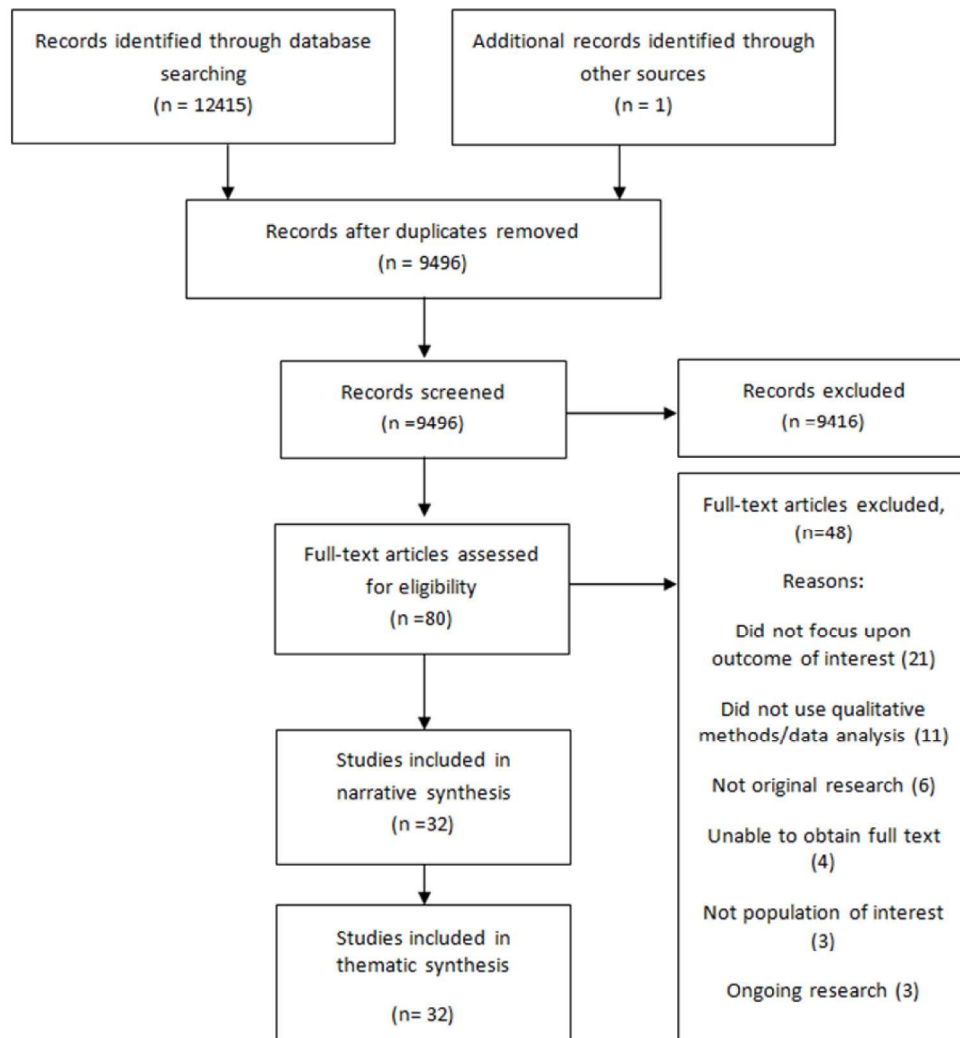 Records identified through database
searching
(n = 12415)
Additional records identified through
other sources
(n = 1)
Records after duplicates removed
(n = 9496)
Records screened
(n =9496)
Records excluded
(n =9416)
Full-text articles assessed
for eligibility
(n =80)
Full-text articles excluded,
(n=48)
Reasons:
Did not focus upon
outcome of interest (21)
Did not use qualitative
methods/data analysis (11)
Not original research (6)
Unable to obtain full text
(4)
Not population of interest
(3)
Ongoing research (3)
Studies included in
narrative synthesis
(n =32)
Studies included in
thematic synthesis
(n= 32)